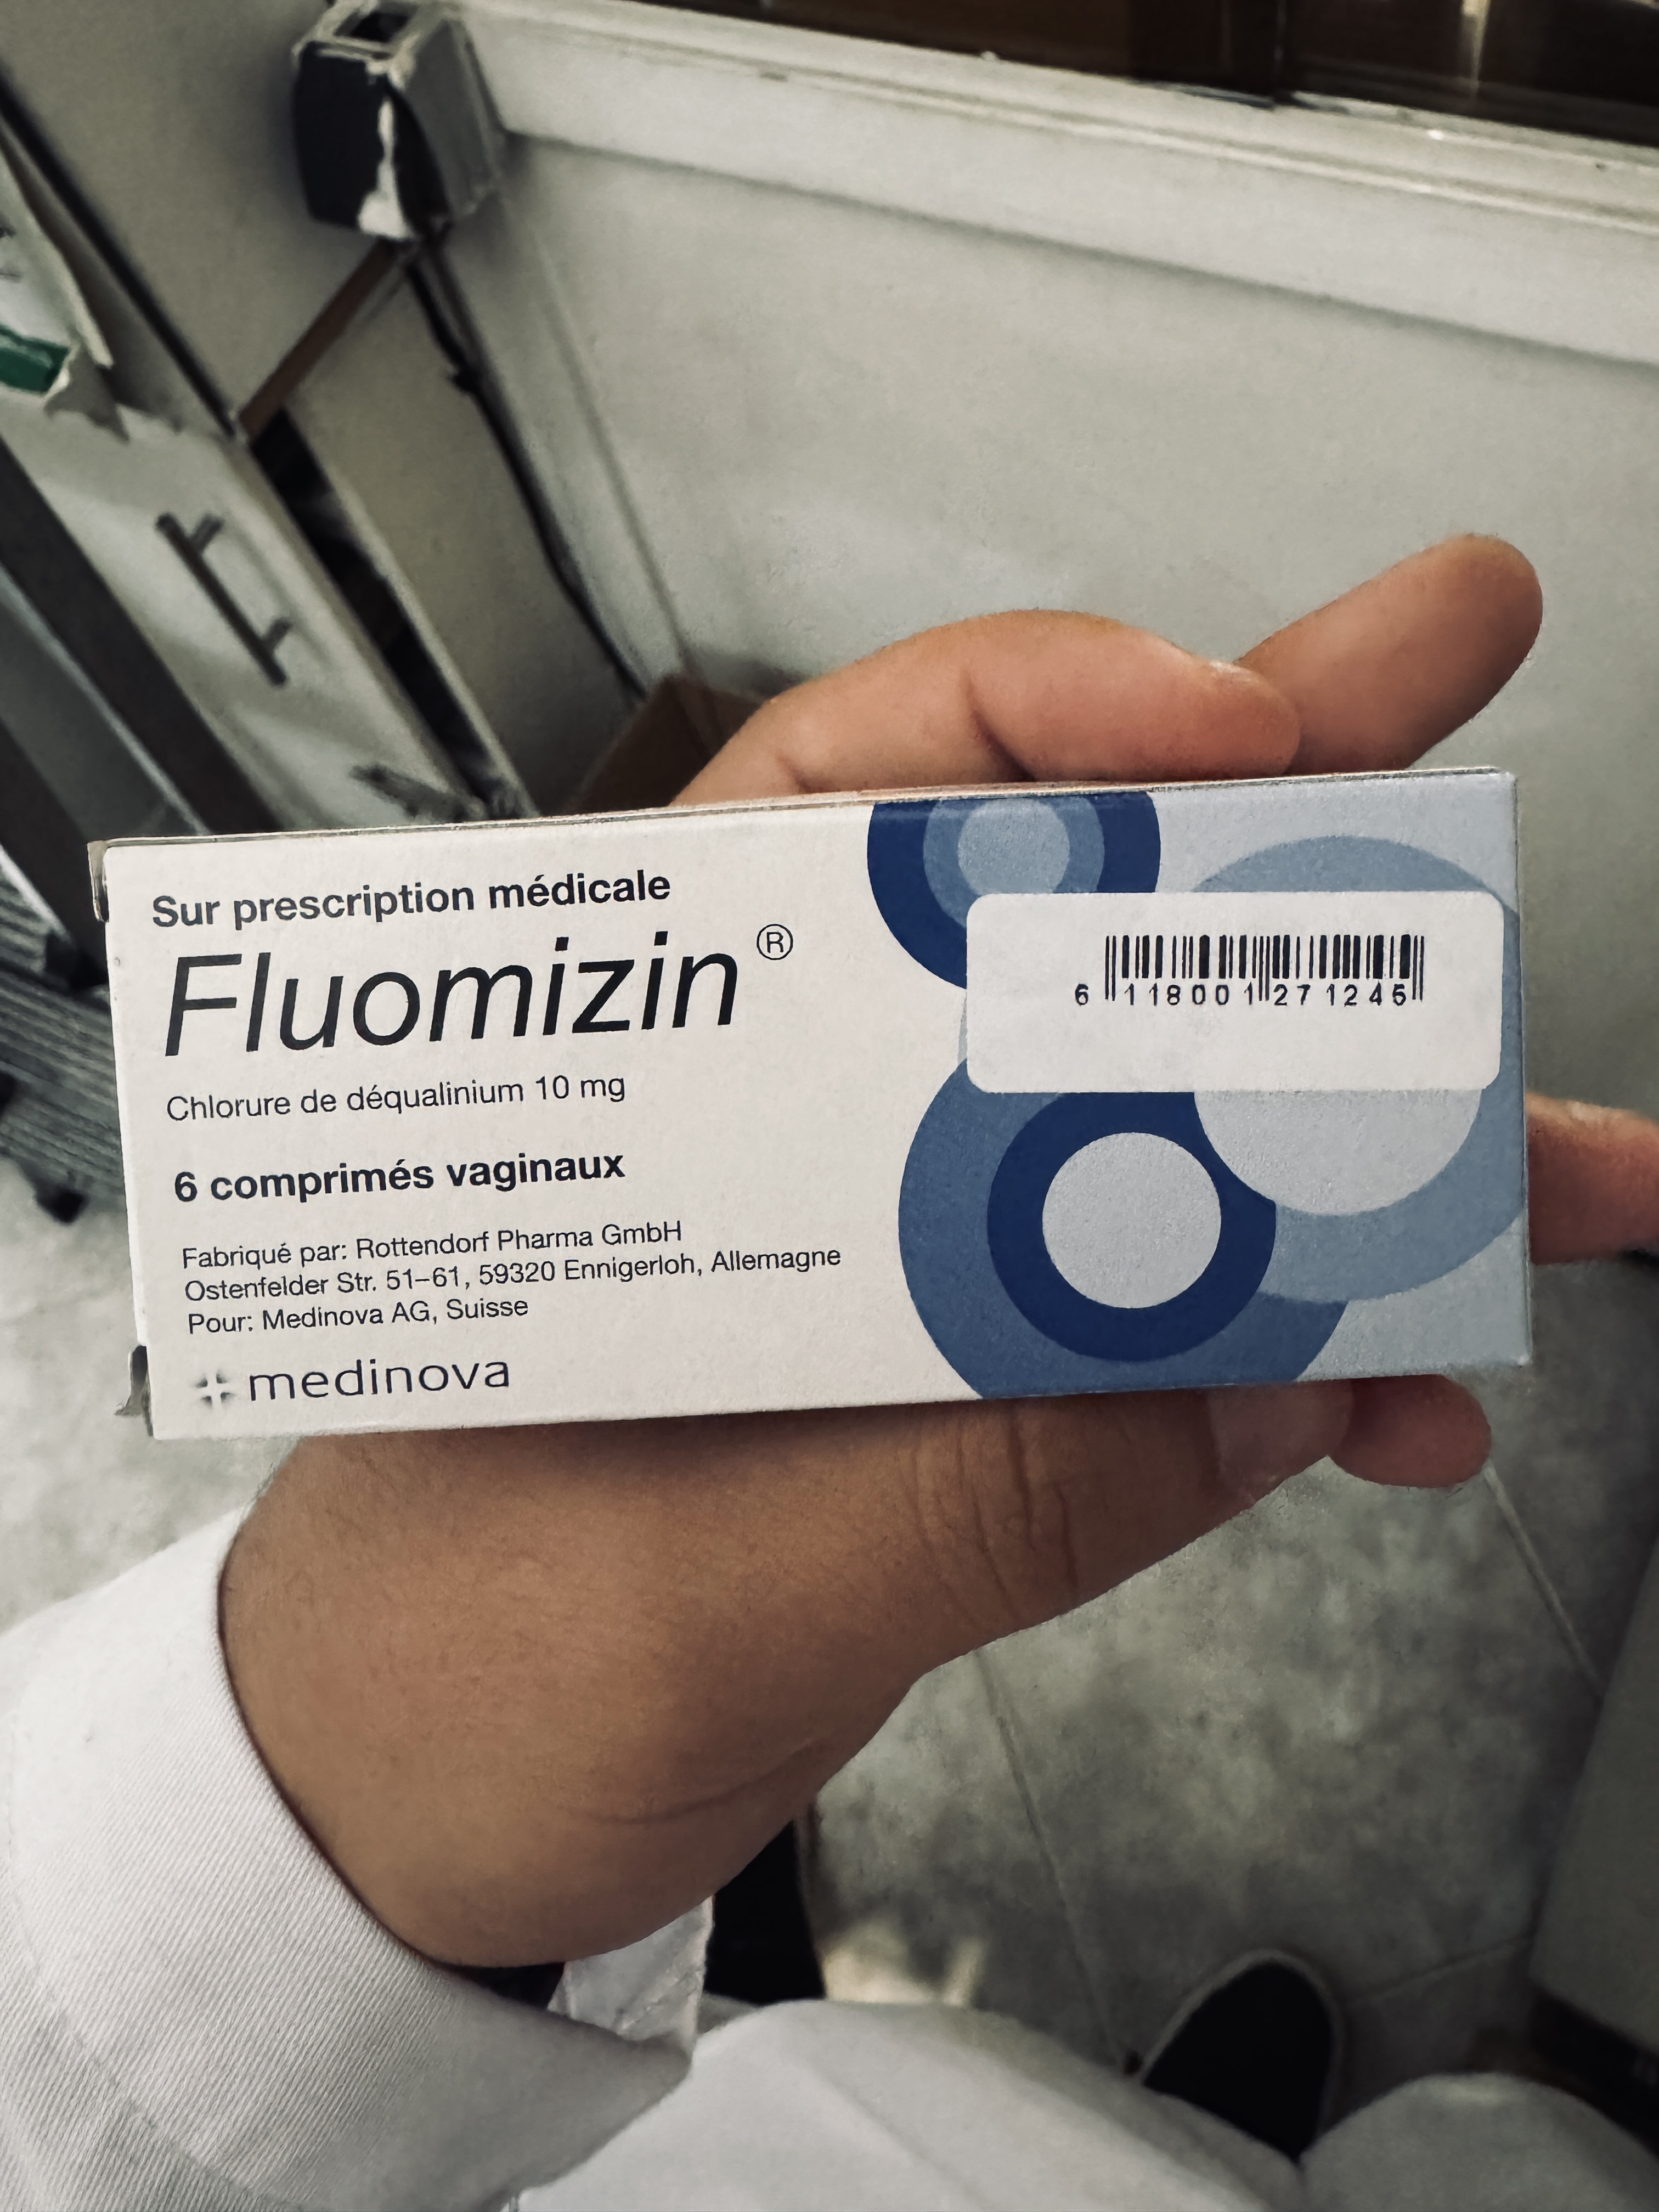 Sur prescription médicale
Fluomizin®
Chlorure de déqualinium 10 mg
6 comprimés vaginaux
Fabriqué par: Rottendorf Pharma GmbH
Ostenfelder Str. 51–61, 59320 Ennigerloh, Allemagne
Pour: Medinova AG, Suisse
medinova
6 118001 271245